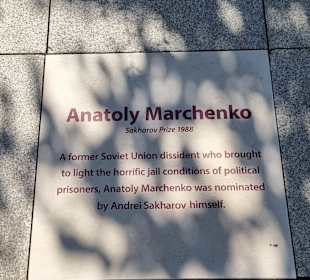 Anatoly Marchenko
Sakharov Prize 1988
A former Soviet Union dissident who brought
to light the horrific jail conditions of political
prisoners, Anatoly Marchenko was nominated
by Andrei Sakharov himself.